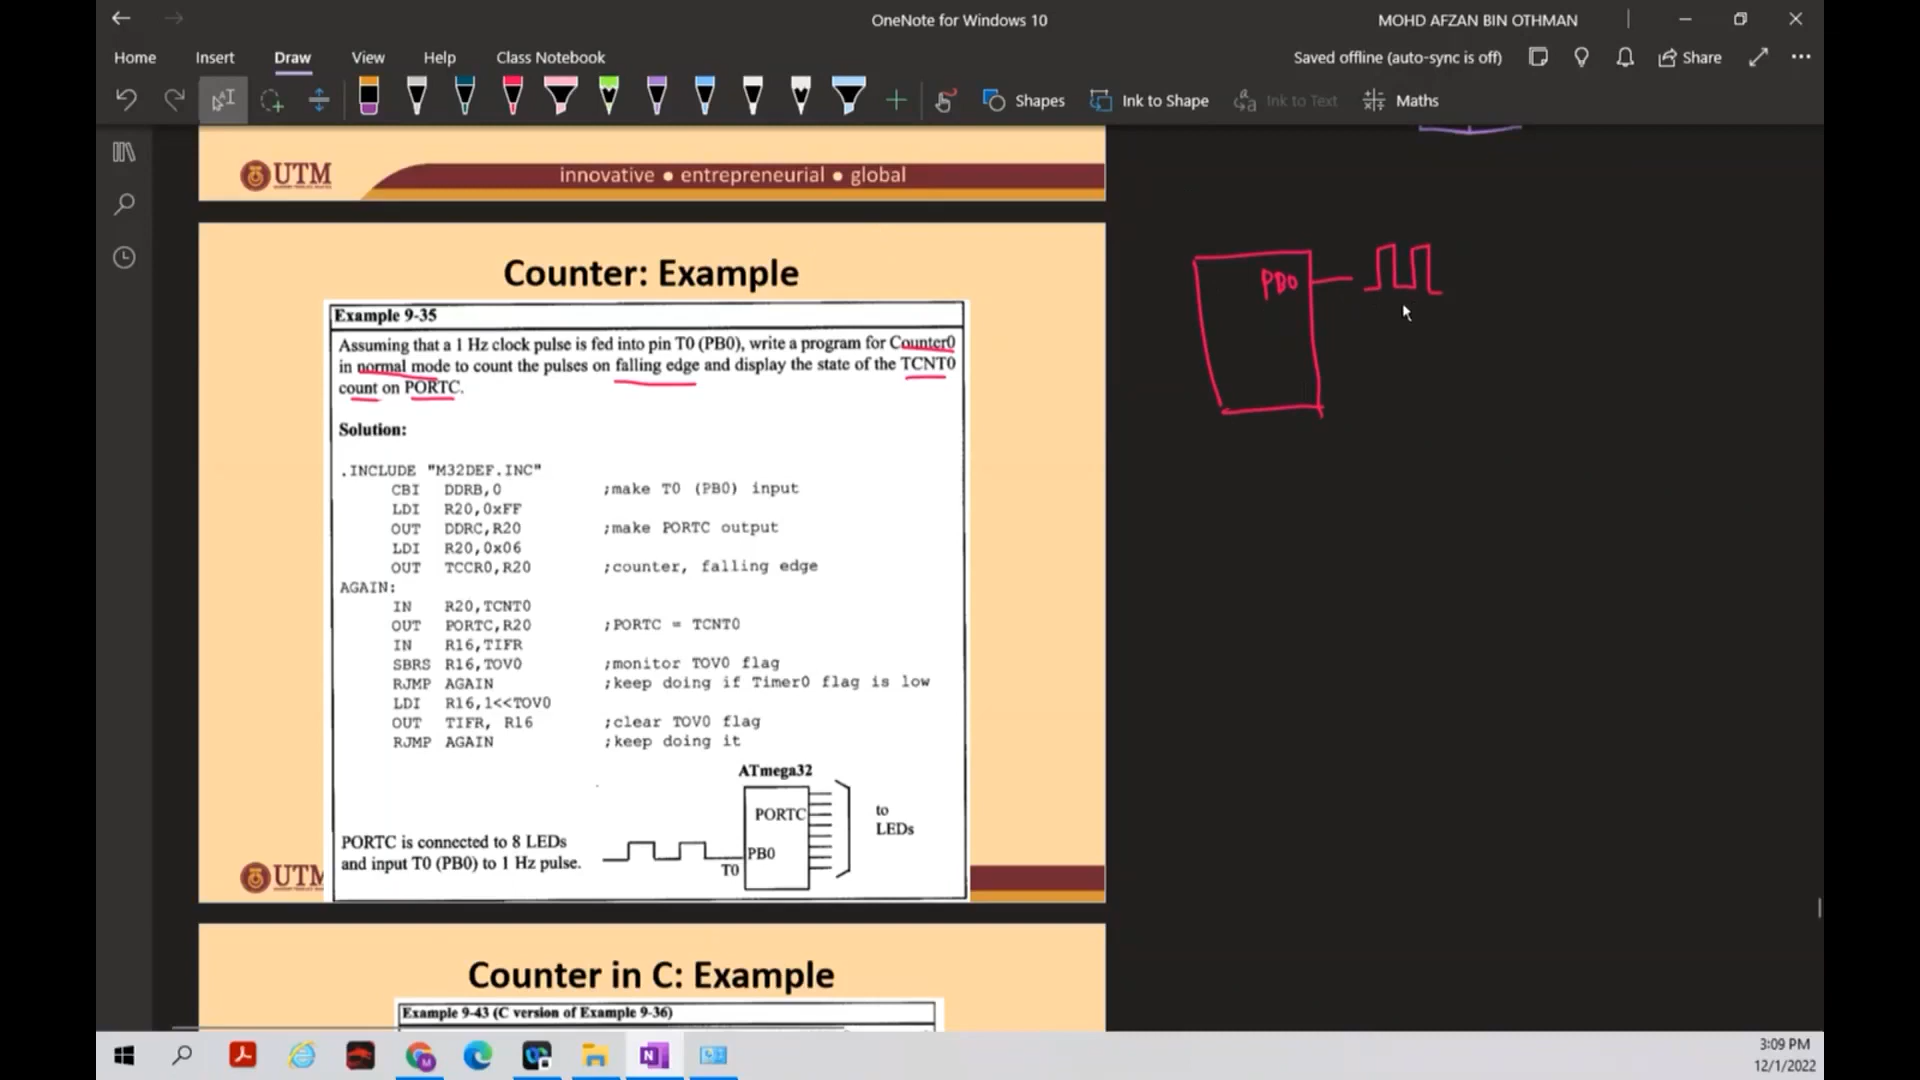 OneNote for Windows 10
MOHD AFZAN BIN OTHMAN
Home Insert Draw View Help Class Notebook
Saved offline (auto-sync is off)
Share
Shapes
Ink to Shape
Ink to Text
Maths
UTM
innovative ● entrepreneurial ● global
Counter: Example
Example 9-35
Assuming that a 1 Hz clock pulse is fed into pin T0 (PB0), write a program for Counter0
in normal mode to count the pulses on falling edge and display the state of the TCNT0
count on PORTC.
Solution:
.INCLUDE "M32DEF.INC"
CBI DDRB,0 ;make T0 (PB0) input
LDI R20,0xFF
OUT DDRC,R20 ;make PORTC output
LDI R20,0x06
OUT TCCR0,R20 ;counter, falling edge
AGAIN:
IN R20,TCNT0
OUT PORTC,R20 ;PORTC = TCNT0
IN R16,TIFR
SBRS R16,TOV0 ;monitor TOV0 flag
RJMP AGAIN ;keep doing if Timer0 flag is low
LDI R16,1<<TOV0
OUT TIFR, R16 ;clear TOV0 flag
RJMP AGAIN ;keep doing it
ATmega32
PORTC
to
LEDs
PORTC is connected to 8 LEDs
and input T0 (PB0) to 1 Hz pulse.
PB0
T0
UTM
PB0
Counter in C: Example
Example 9-43 (C version of Example 9-36)
3:09 PM
12/1/2022